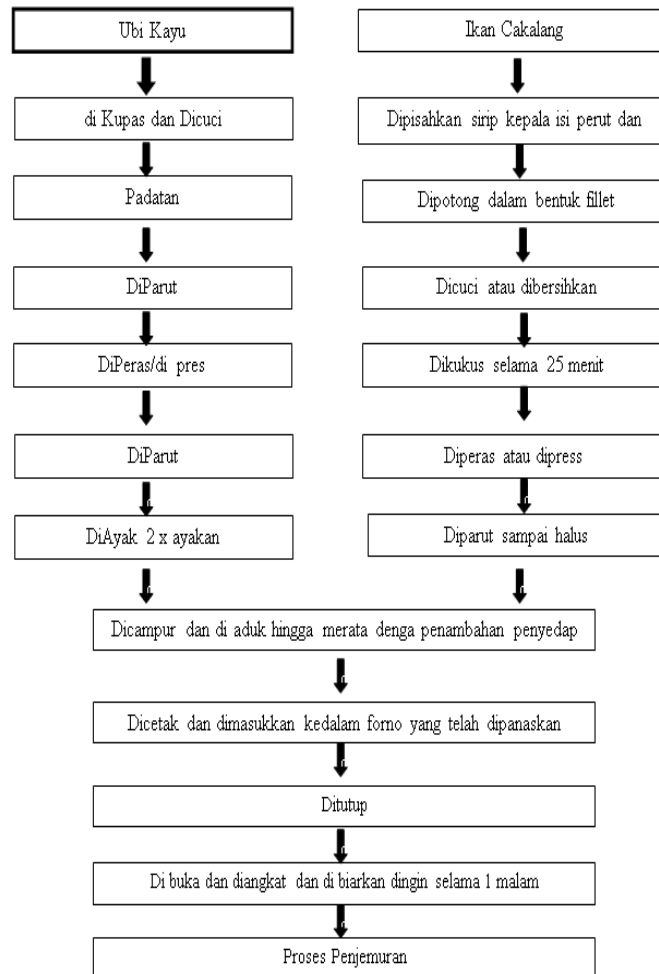 Ubi Kayu
di Kupas dan Dicuci
Padatan
DiParut
DiPeras/di pres
DiParut
DiAyak 2 x ayakan
Ikan Cakalang
Dipisahkan sirip kepala isi perut dan
Dipotong dalam bentuk fillet
Dicuci atau dibersihkan
Dikukus selama 25 menit
Diperas atau dipress
Diparut sampai halus
Dicampur dan di aduk hingga merata denga penambahan penyedap
Dicetak dan dimasukkan kedalam forno yang telah dipanaskan
Ditutup
Di buka dan diangkat dan di biarkan dingin selama 1 malam
Proses Penjemuran